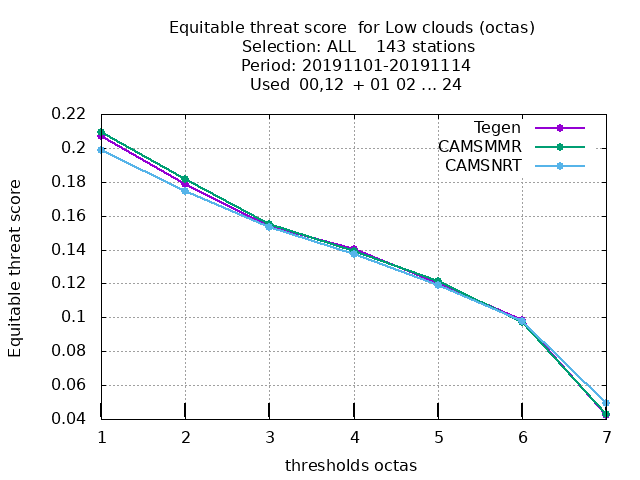 Equitable threat score  for Low clouds (octas)
Selection: ALL    143 stations
Period: 20191101-20191114
Used  00,12  + 01 02 ... 24
Tegen
CAMSMMR
CAMSNRT
Equitable threat score
0.22
0.2
0.18
0.16
0.14
0.12
0.1
0.08
0.06
0.04
1 2 3 4 5 6 7
thresholds octas